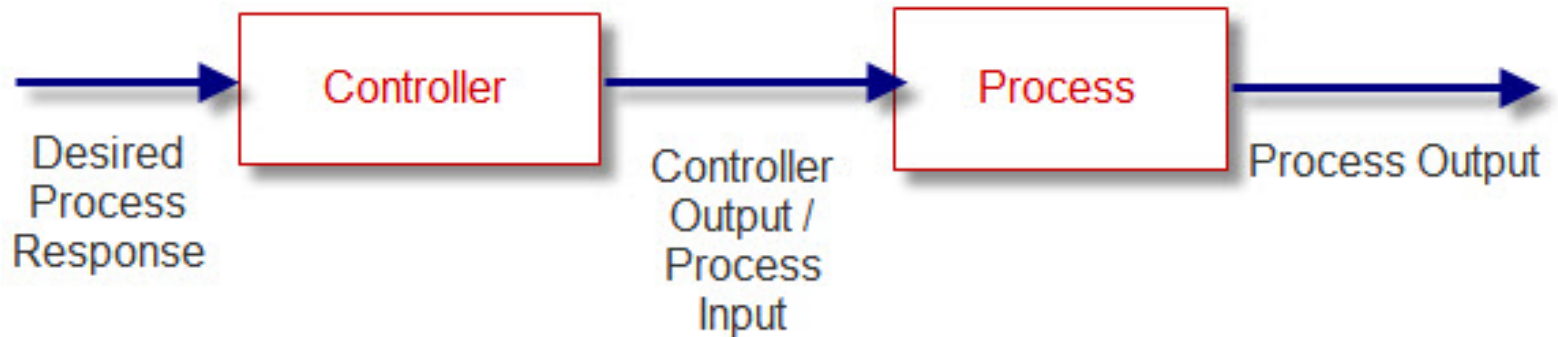 Controller
Process
Desired
Process
Response
Controller
Output /
Process
Input
Process Output